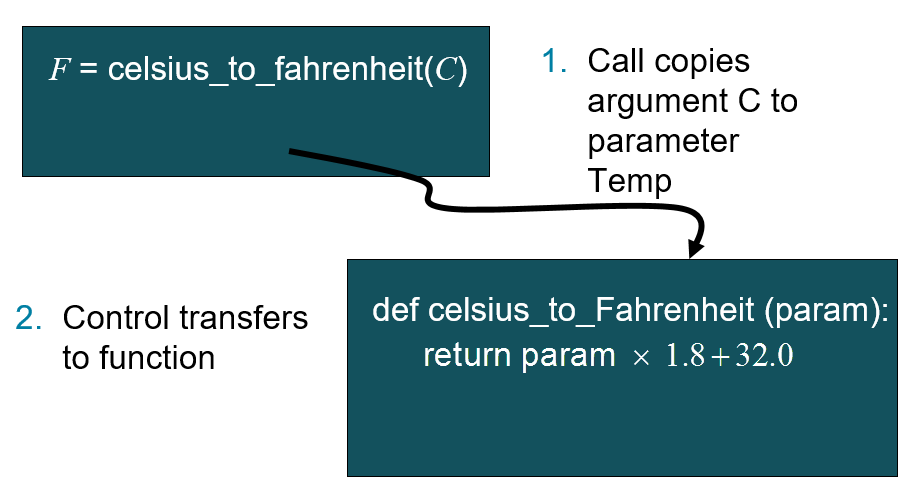 F = celsius_to_fahrenheit(C)
1. Call copies
argument C to
parameter
Temp
2. Control transfers
to function
def celsius_to_Fahrenheit (param):
return param × 1.8+32.0